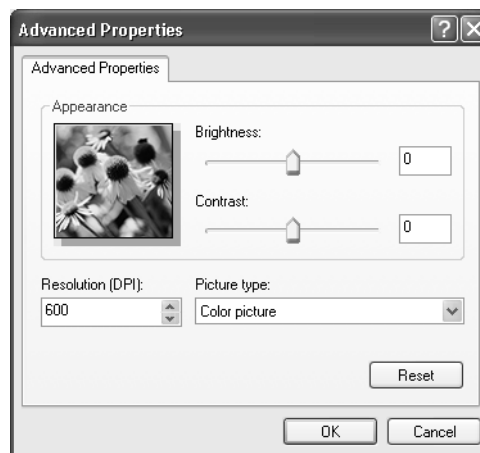 Advanced Properties
Advanced Properties
Appearance
Brightness:
0
Contrast:
0
Resolution (DPI):
Picture type:
600
Color picture
Reset
OK
Cancel